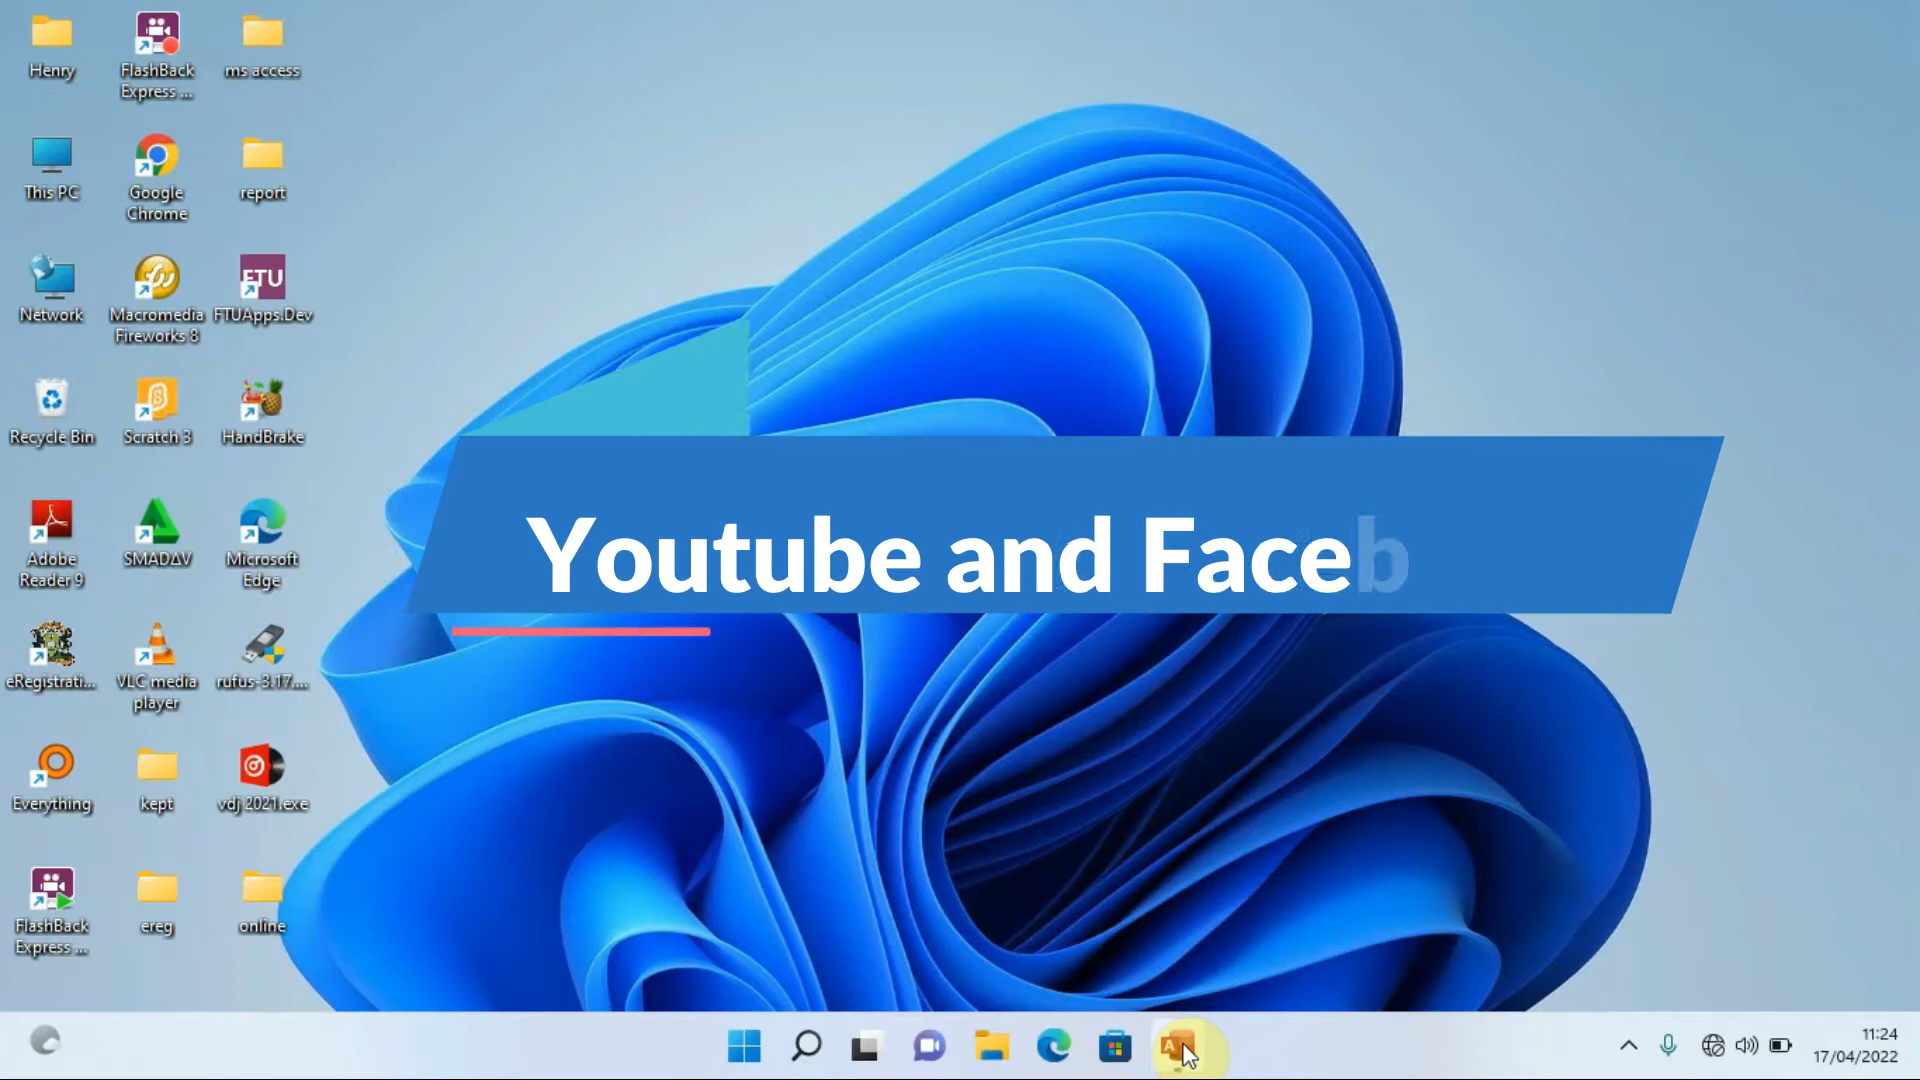 Henry
FlashBack
Express ...
ms access
This PC
Google
Chrome
report
Network
Macromedia
Fireworks 8
FTU
FTUApps.Dev
Recycle Bin
Scratch 3
HandBrake
Adobe
Reader 9
SMADΔV
Microsoft
Edge
eRegistrati...
VLC media
player
rufus-3.17....
Everything
kept
vdj 2021.exe
FlashBack
Express ...
ereg
online
Youtube and Faceb
A
11:24
17/04/2022